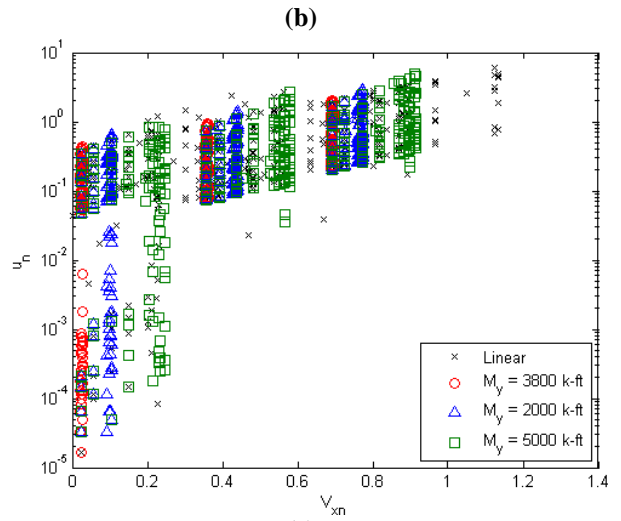 (b)
10^1
10^0
10^-1
10^-2
10^-3
10^-4
10^-5
u_n
0 0.2 0.4 0.6 0.8 1 1.2 1.4
V_xn
Linear
M_y = 3800 k-ft
M_y = 2000 k-ft
M_y = 5000 k-ft